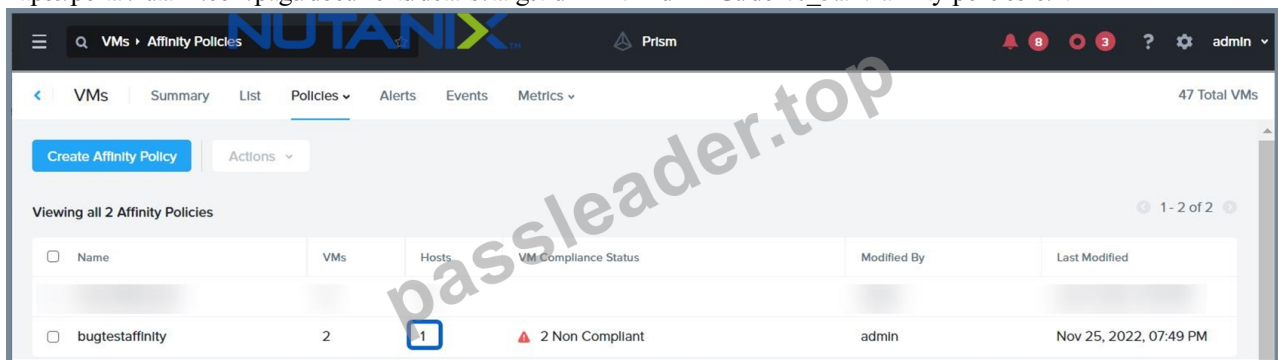 NUTANIX
VMs › Affinity Policies
Prism
8
3
?
admin
VMs Summary List Policies Alerts Events Metrics
47 Total VMs
Create Affinity Policy Actions
passleader.top
Viewing all 2 Affinity Policies
1 - 2 of 2
Name VMs Hosts VM Compliance Status Modified By Last Modified
bugtestaffinity 2 1 2 Non Compliant admin Nov 25, 2022, 07:49 PM